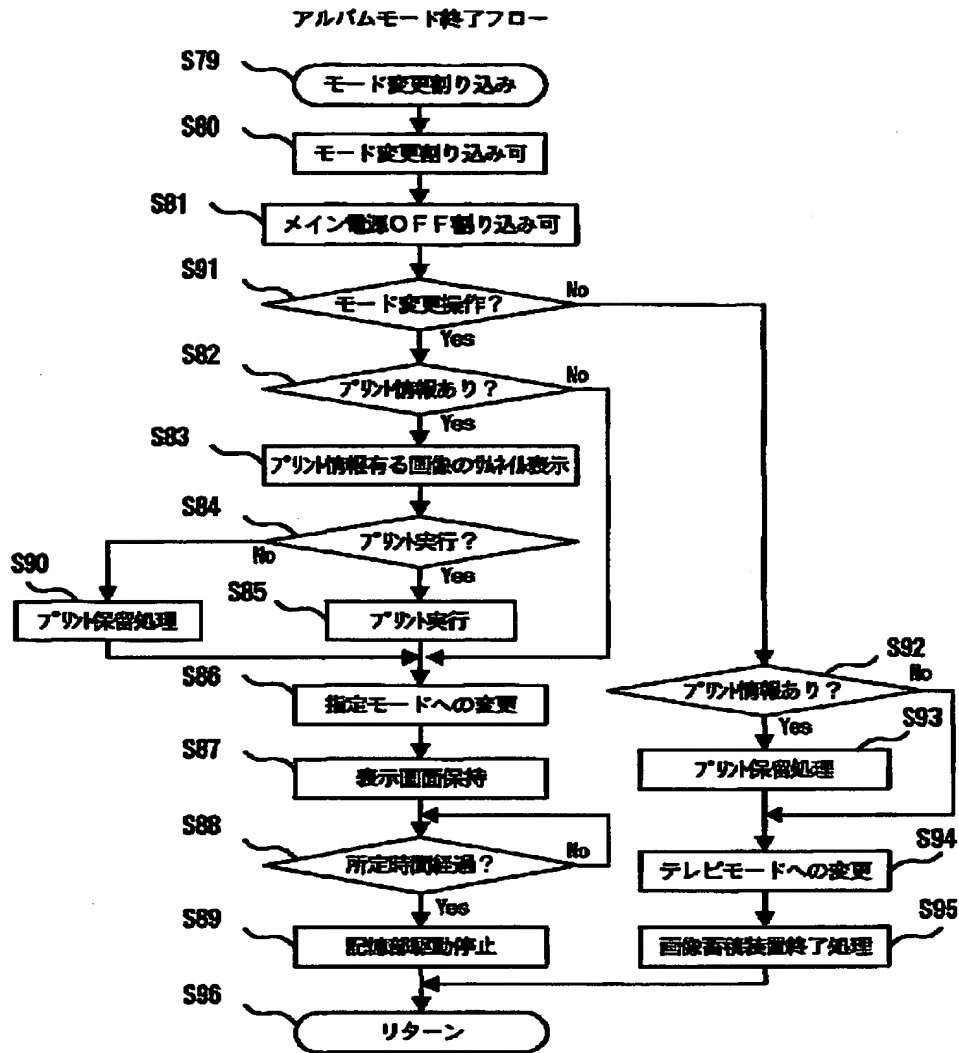 アルバムモード終了フロー
S79
モード変更割り込み
S80
モード変更割り込み可
S81
メイン電源OFF割り込み可
S91
モード変更操作?
No
Yes
S82
プリント情報あり?
No
Yes
S83
プリント情報有る画像のサムネイル表示
S84
プリント実行?
No
Yes
S90
プリント保留処理
S85
プリント実行
S86
指定モードへの変更
S87
表示画面保持
S88
所定時間経過?
No
Yes
S89
記憶部駆動停止
S92
プリント情報あり?
No
Yes
S93
プリント保留処理
S94
テレビモードへの変更
S95
画像蓄積装置終了処理
S96
リターン